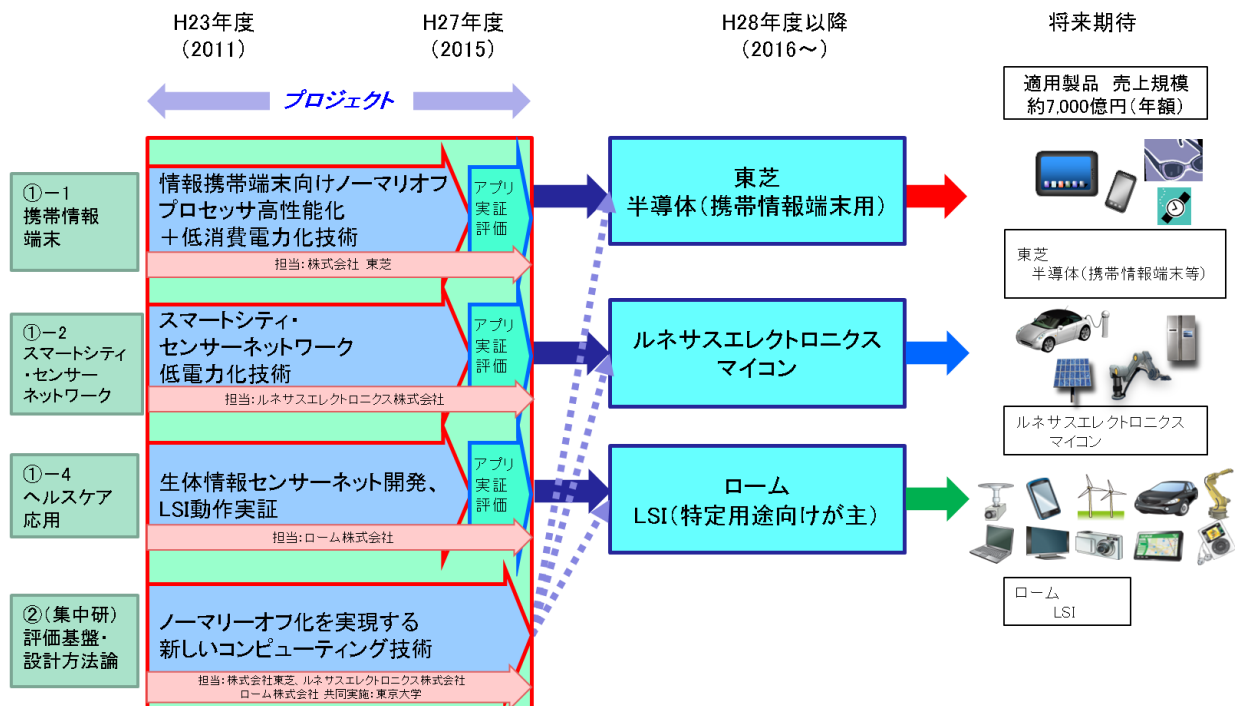 H23年度
(2011)
H27年度
(2015)
H28年度以降
(2016～)
将来期待
プロジェクト
適用製品 売上規模
約7,000億円(年額)
①－1
携帯情報
端末
情報携帯端末向けノーマリオフ
プロセッサ高性能化
＋低消費電力化技術
アプリ
実証
評価
担当:株式会社 東芝
東芝
半導体(携帯情報端末用)
東芝
半導体(携帯情報端末等)
①－2
スマートシティ
・センサー
ネットワーク
スマートシティ・
センサーネットワーク
低電力化技術
アプリ
実証
評価
担当:ルネサスエレクトロニクス株式会社
ルネサスエレクトロニクス
マイコン
ルネサスエレクトロニクス
マイコン
①－4
ヘルスケア
応用
生体情報センサーネット開発、
LSI動作実証
アプリ
実証
評価
担当:ローム株式会社
ローム
LSI(特定用途向けが主)
ローム
LSI
②(集中研)
評価基盤・
設計方法論
ノーマリーオフ化を実現する
新しいコンピューティング技術
担当:株式会社東芝、ルネサスエレクトロニクス株式会社
ローム株式会社 共同実施:東京大学